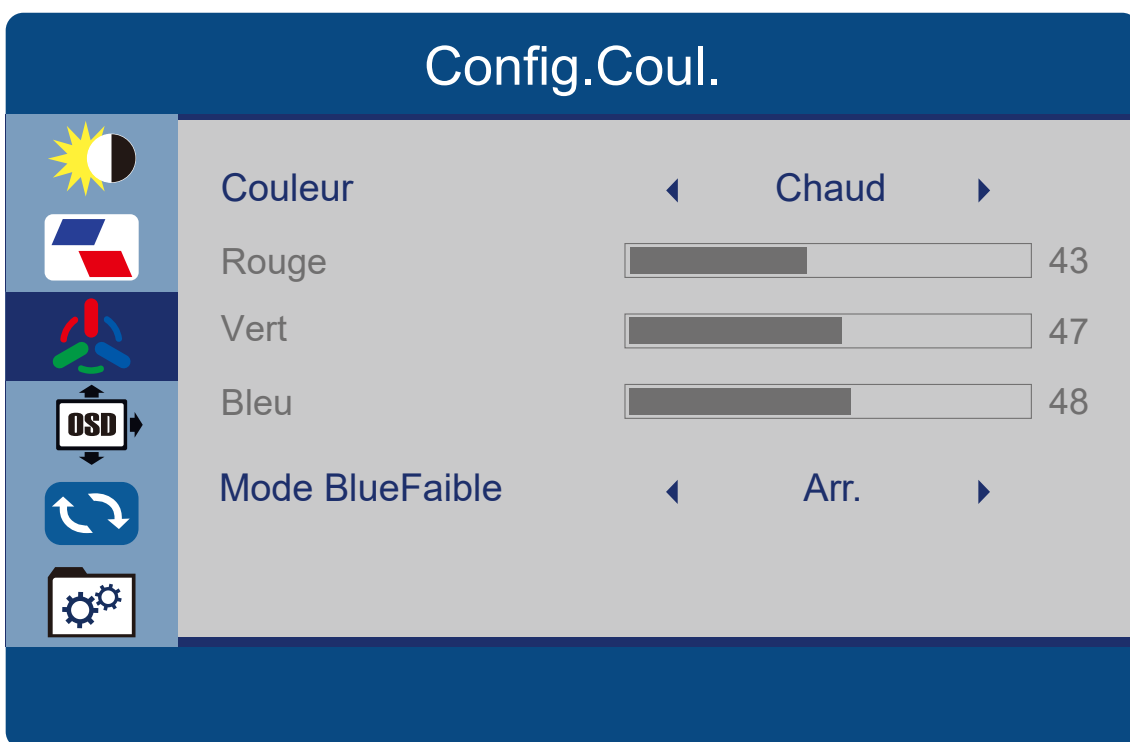 Config.Coul.
Couleur Chaud
Rouge 43
Vert 47
Bleu 48
OSD
Mode BlueFaible Arr.